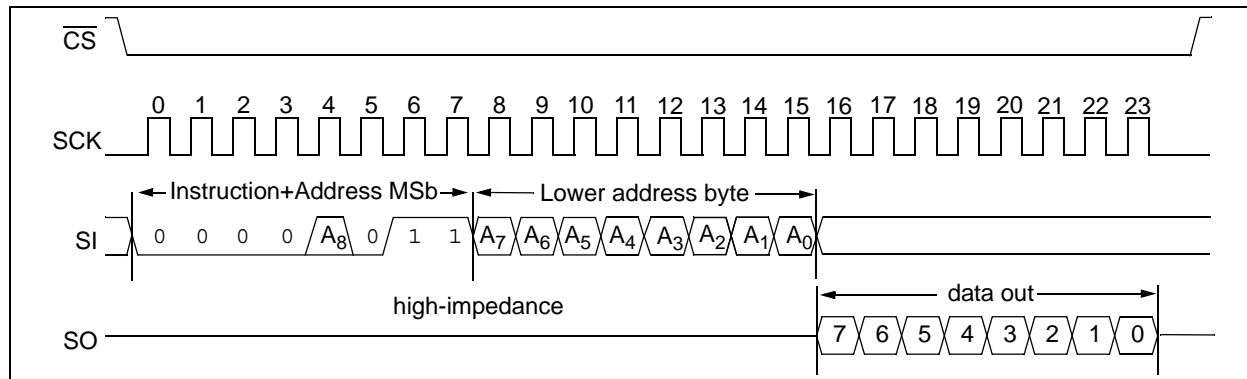 CS
0 1 2 3 4 5 6 7 8 9 10 11 12 13 14 15 16 17 18 19 20 21 22 23
SCK
Instruction+Address MSb Lower address byte
SI 0 0 0 0 A8 0 1 1 A7 A6 A5 A4 A3 A2 A1 A0
high-impedance data out
SO 7 6 5 4 3 2 1 0